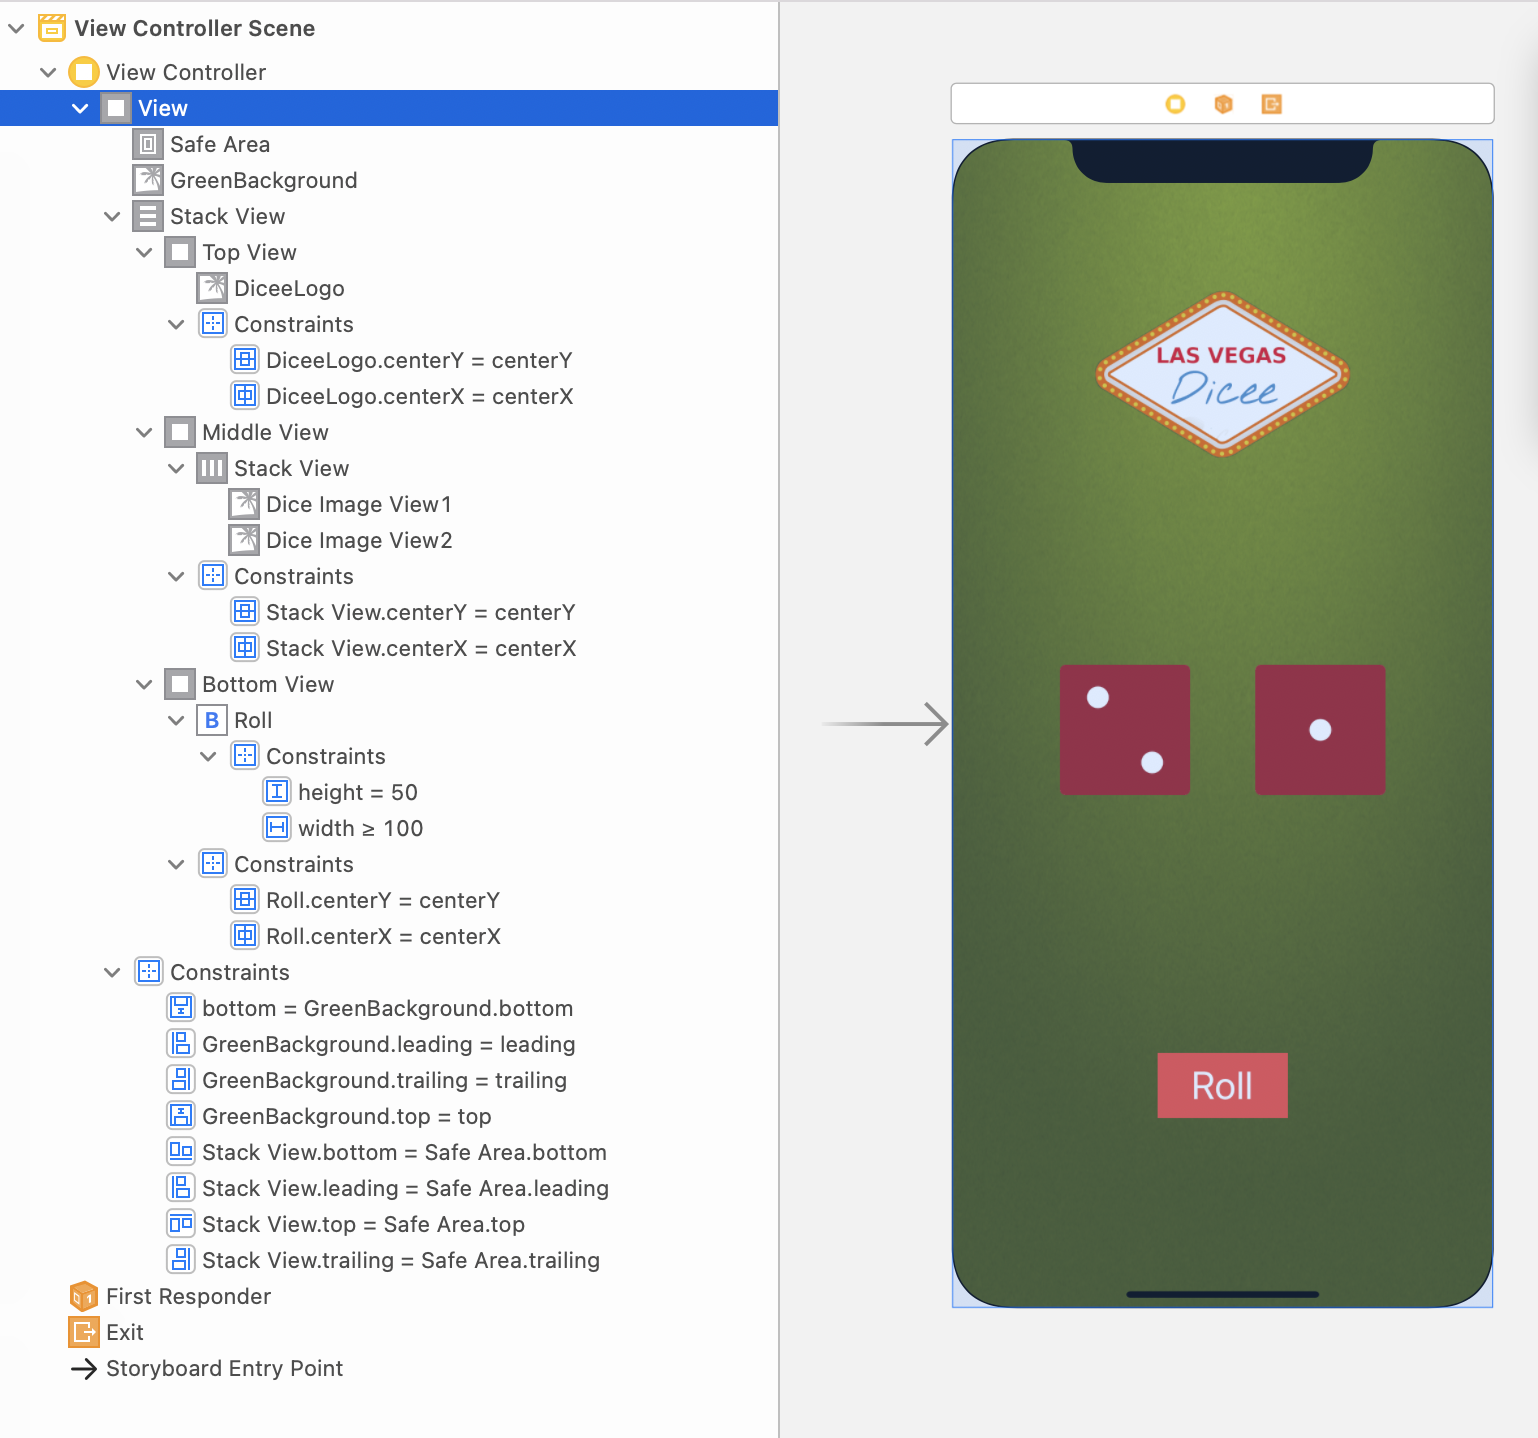 View Controller Scene
View Controller
View
Safe Area
GreenBackground
Stack View
Top View
DiceeLogo
Constraints
DiceeLogo.centerY = centerY
DiceeLogo.centerX = centerX
Middle View
Stack View
Dice Image View1
Dice Image View2
Constraints
Stack View.centerY = centerY
Stack View.centerX = centerX
Bottom View
B Roll
Constraints
height = 50
width ≥ 100
Constraints
Roll.centerY = centerY
Roll.centerX = centerX
Constraints
bottom = GreenBackground.bottom
GreenBackground.leading = leading
GreenBackground.trailing = trailing
GreenBackground.top = top
Stack View.bottom = Safe Area.bottom
Stack View.leading = Safe Area.leading
Stack View.top = Safe Area.top
Stack View.trailing = Safe Area.trailing
First Responder
Exit
Storyboard Entry Point
LAS VEGAS
Dicee
Roll